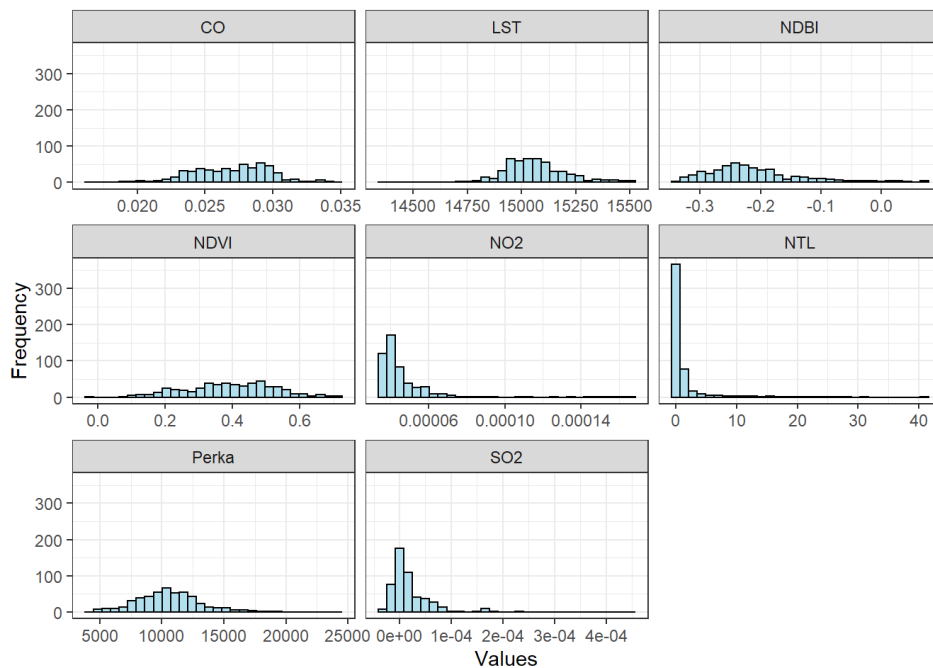 CO LST NDBI
300
200
100
0
0.020 0.025 0.030 0.035 14500 14750 15000 15250 15500 -0.3 -0.2 -0.1 0.0
NDVI NO2 NTL
Frequency
300
200
100
0
0.0 0.2 0.4 0.6 0.00006 0.00010 0.00014 0 10 20 30 40
Perka SO2
300
200
100
0
5000 10000 15000 20000 25000 0e+00 1e-04 2e-04 3e-04 4e-04
Values